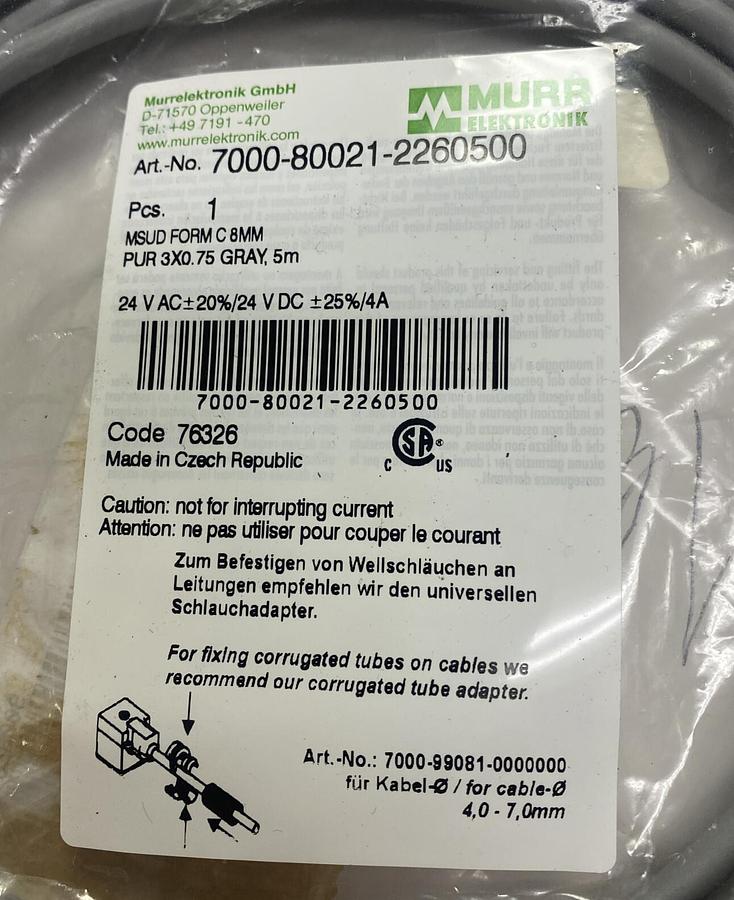 Murrelektronik GmbH
D-71570 Oppenweiler
Tel.: +49 7191 -470
www.murrelektronik.com
MURR
ELEKTRONIK
Art.-No. 7000-80021-2260500
Pcs. 1
MSUD FORM C 8MM
PUR 3X0.75 GRAY, 5m
24 V AC±20%/24 V DC ±25%/4A
7000-80021-2260500
Code 76326
Made in Czech Republic
C SA ® US
Caution: not for interrupting current
Attention: ne pas utiliser pour couper le courant
Zum Befestigen von Wellschläuchen an
Leitungen empfehlen wir den universellen
Schlauchadapter.
For fixing corrugated tubes on cables we
recommend our corrugated tube adapter.
Art.-No.: 7000-99081-0000000
für Kabel-Ø / for cable-Ø
4,0 - 7,0mm